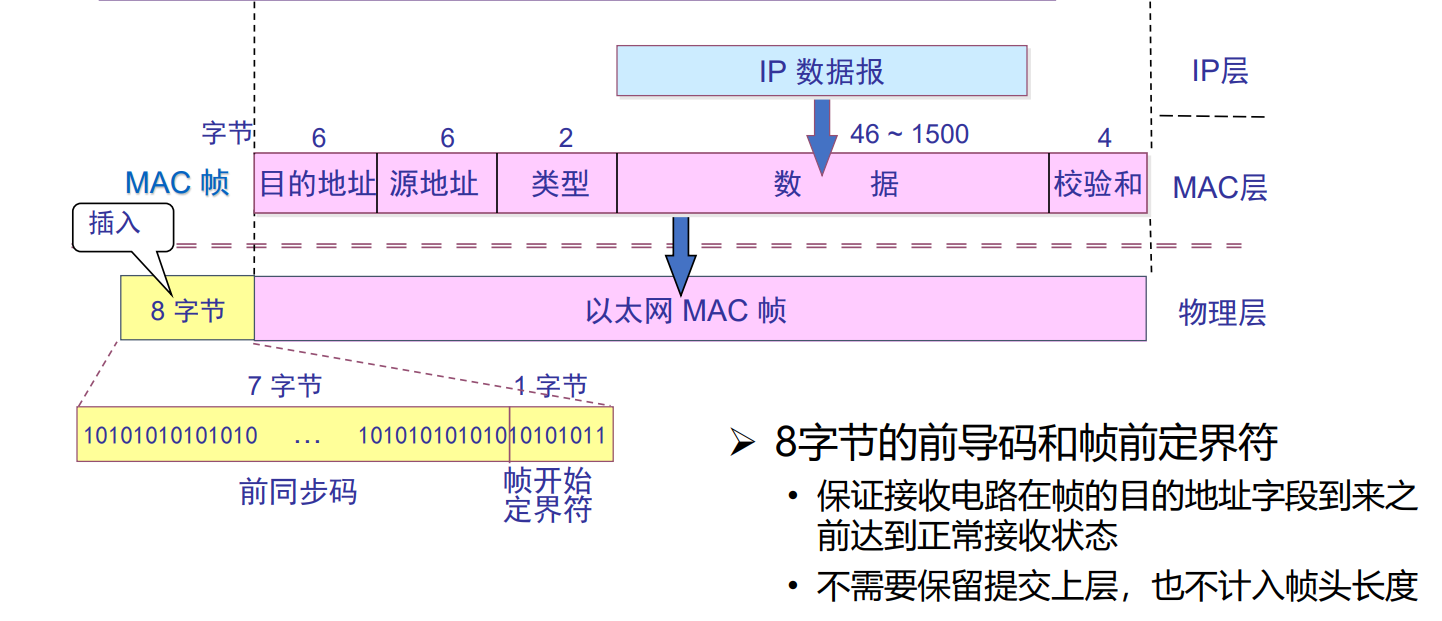 IP 数据报
IP层
字节 6 6 2 46 ~ 1500 4
MAC 帧 目的地址 源地址 类型 数 据 校验和 MAC层
插入
8 字节 以太网 MAC 帧 物理层
7 字节 1 字节
10101010101010 … 10101010101010101011
前同步码
帧开始
定界符
➢ 8字节的前导码和帧前定界符
• 保证接收电路在帧的目的地址字段到来之
前达到正常接收状态
• 不需要保留提交上层，也不计入帧头长度